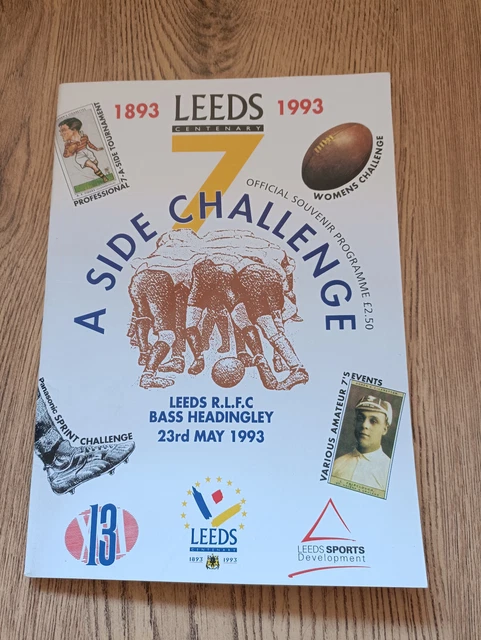 1893 LEEDS 1993
CENTENARY
7
A SIDE CHALLENGE
PROFESSIONAL 7-A-SIDE TOURNAMENT
WOMENS CHALLENGE
OFFICIAL SOUVENIR PROGRAMME £2.50
LEEDS R.L.F.C
BASS HEADINGLEY
23rd MAY 1993
Panasonic SPRINT CHALLENGE
VARIOUS AMATEUR 7'S EVENTS
13
LEEDS
CENTENARY
1893 1993
LEEDS SPORTS
Development